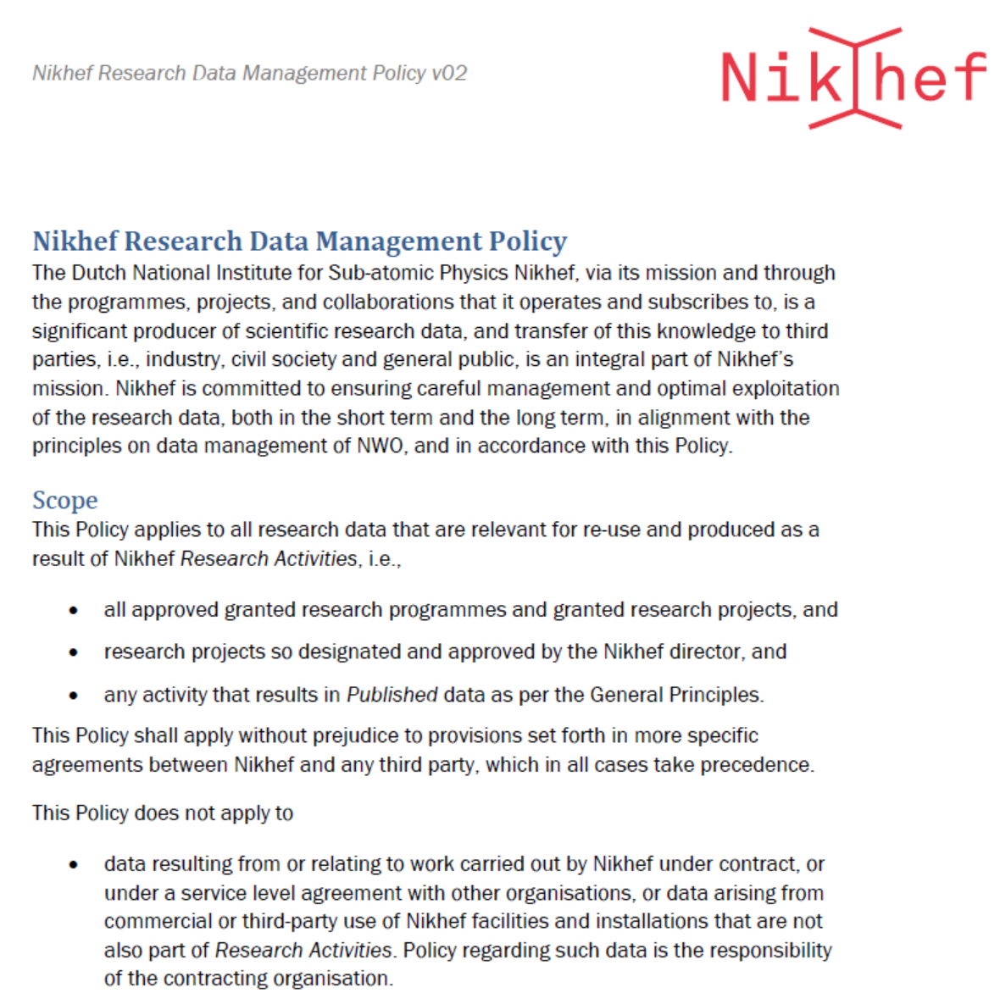 Nikhef Research Data Management Policy v02
Nikhef
Nikhef Research Data Management Policy
The Dutch National Institute for Sub-atomic Physics Nikhef, via its mission and through
the programmes, projects, and collaborations that it operates and subscribes to, is a
significant producer of scientific research data, and transfer of this knowledge to third
parties, i.e., industry, civil society and general public, is an integral part of Nikhef’s
mission. Nikhef is committed to ensuring careful management and optimal exploitation
of the research data, both in the short term and the long term, in alignment with the
principles on data management of NWO, and in accordance with this Policy.
Scope
This Policy applies to all research data that are relevant for re-use and produced as a
result of Nikhef Research Activities, i.e.,
• all approved granted research programmes and granted research projects, and
• research projects so designated and approved by the Nikhef director, and
• any activity that results in Published data as per the General Principles.
This Policy shall apply without prejudice to provisions set forth in more specific
agreements between Nikhef and any third party, which in all cases take precedence.
This Policy does not apply to
• data resulting from or relating to work carried out by Nikhef under contract, or
under a service level agreement with other organisations, or data arising from
commercial or third-party use of Nikhef facilities and installations that are not
also part of Research Activities. Policy regarding such data is the responsibility
of the contracting organisation.